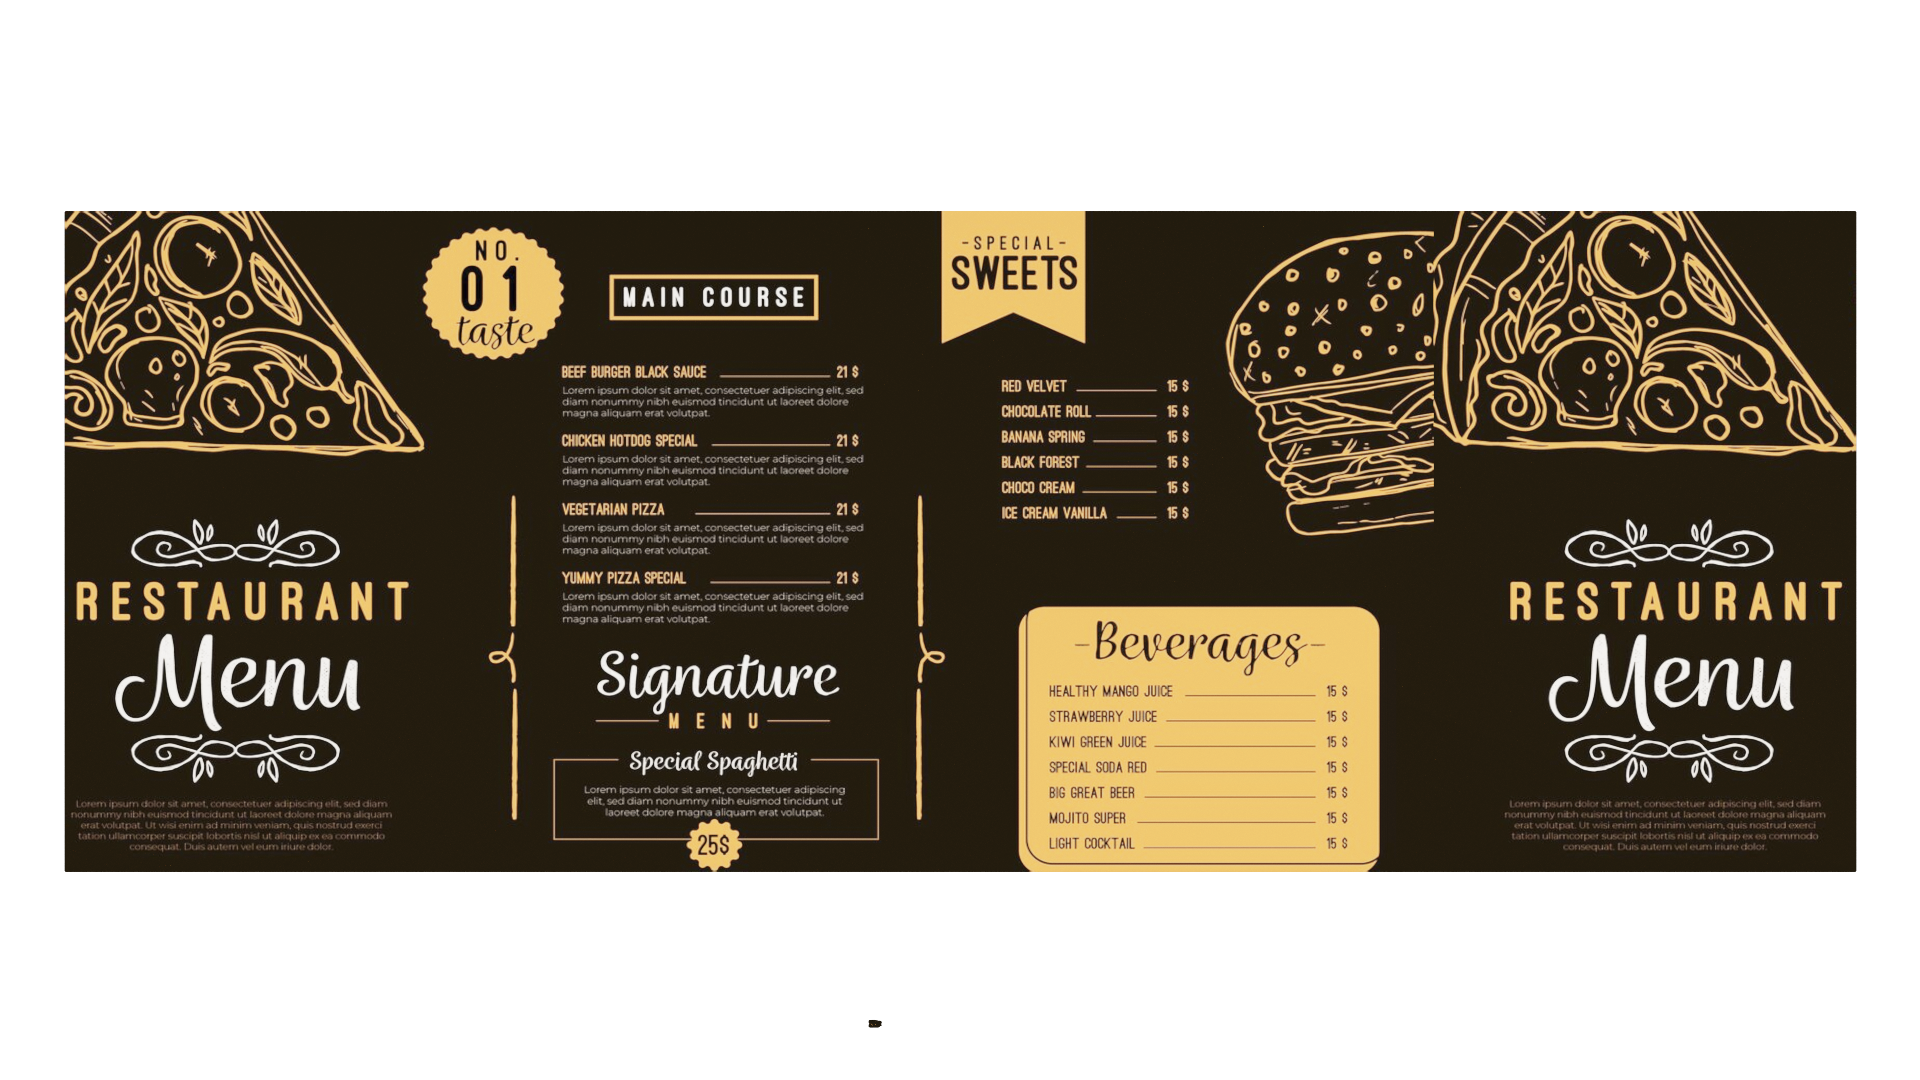 NO.
01
taste
RESTAURANT
Menu
Lorem ipsum dolor sit amet, consectetuer adipiscing elit, sed diam
nonummy nibh euismod tincidunt ut laoreet dolore magna aliquam
erat volutpat. Ut wisi enim ad minim veniam, quis nostrud exerci
tation ullamcorper suscipit lobortis nisl ut aliquip ex ea commodo
consequat. Duis autem vel eum iriure dolor.
MAIN COURSE
BEEF BURGER BLACK SAUCE 21 $
Lorem ipsum dolor sit amet, consectetuer adipiscing elit, sed
diam nonummy nibh euismod tincidunt ut laoreet dolore
magna aliquam erat volutpat.
CHICKEN HOTDOG SPECIAL 21 $
Lorem ipsum dolor sit amet, consectetuer adipiscing elit, sed
diam nonummy nibh euismod tincidunt ut laoreet dolore
magna aliquam erat volutpat.
VEGETARIAN PIZZA 21 $
Lorem ipsum dolor sit amet, consectetuer adipiscing elit, sed
diam nonummy nibh euismod tincidunt ut laoreet dolore
magna aliquam erat volutpat.
YUMMY PIZZA SPECIAL 21 $
Lorem ipsum dolor sit amet, consectetuer adipiscing elit, sed
diam nonummy nibh euismod tincidunt ut laoreet dolore
magna aliquam erat volutpat.
Signature
MENU
Special Spaghetti
Lorem ipsum dolor sit amet, consectetuer adipiscing
elit, sed diam nonummy nibh euismod tincidunt ut
laoreet dolore magna aliquam erat volutpat.
25$
-SPECIAL-
SWEETS
RED VELVET 15 $
CHOCOLATE ROLL 15 $
BANANA SPRING 15 $
BLACK FOREST 15 $
CHOCO CREAM 15 $
ICE CREAM VANILLA 15 $
-Beverages-
HEALTHY MANGO JUICE 15 $
STRAWBERRY JUICE 15 $
KIWI GREEN JUICE 15 $
SPECIAL SODA RED 15 $
BIG GREAT BEER 15 $
MOJITO SUPER 15 $
LIGHT COCKTAIL 15 $
RESTAURANT
Menu
Lorem ipsum dolor sit amet, consectetuer adipiscing elit, sed diam
nonummy nibh euismod tincidunt ut laoreet dolore magna aliquam
erat volutpat. Ut wisi enim ad minim veniam, quis nostrud exerci
tation ullamcorper suscipit lobortis nisl ut aliquip ex ea commodo
consequat. Duis autem vel eum iriure dolor.